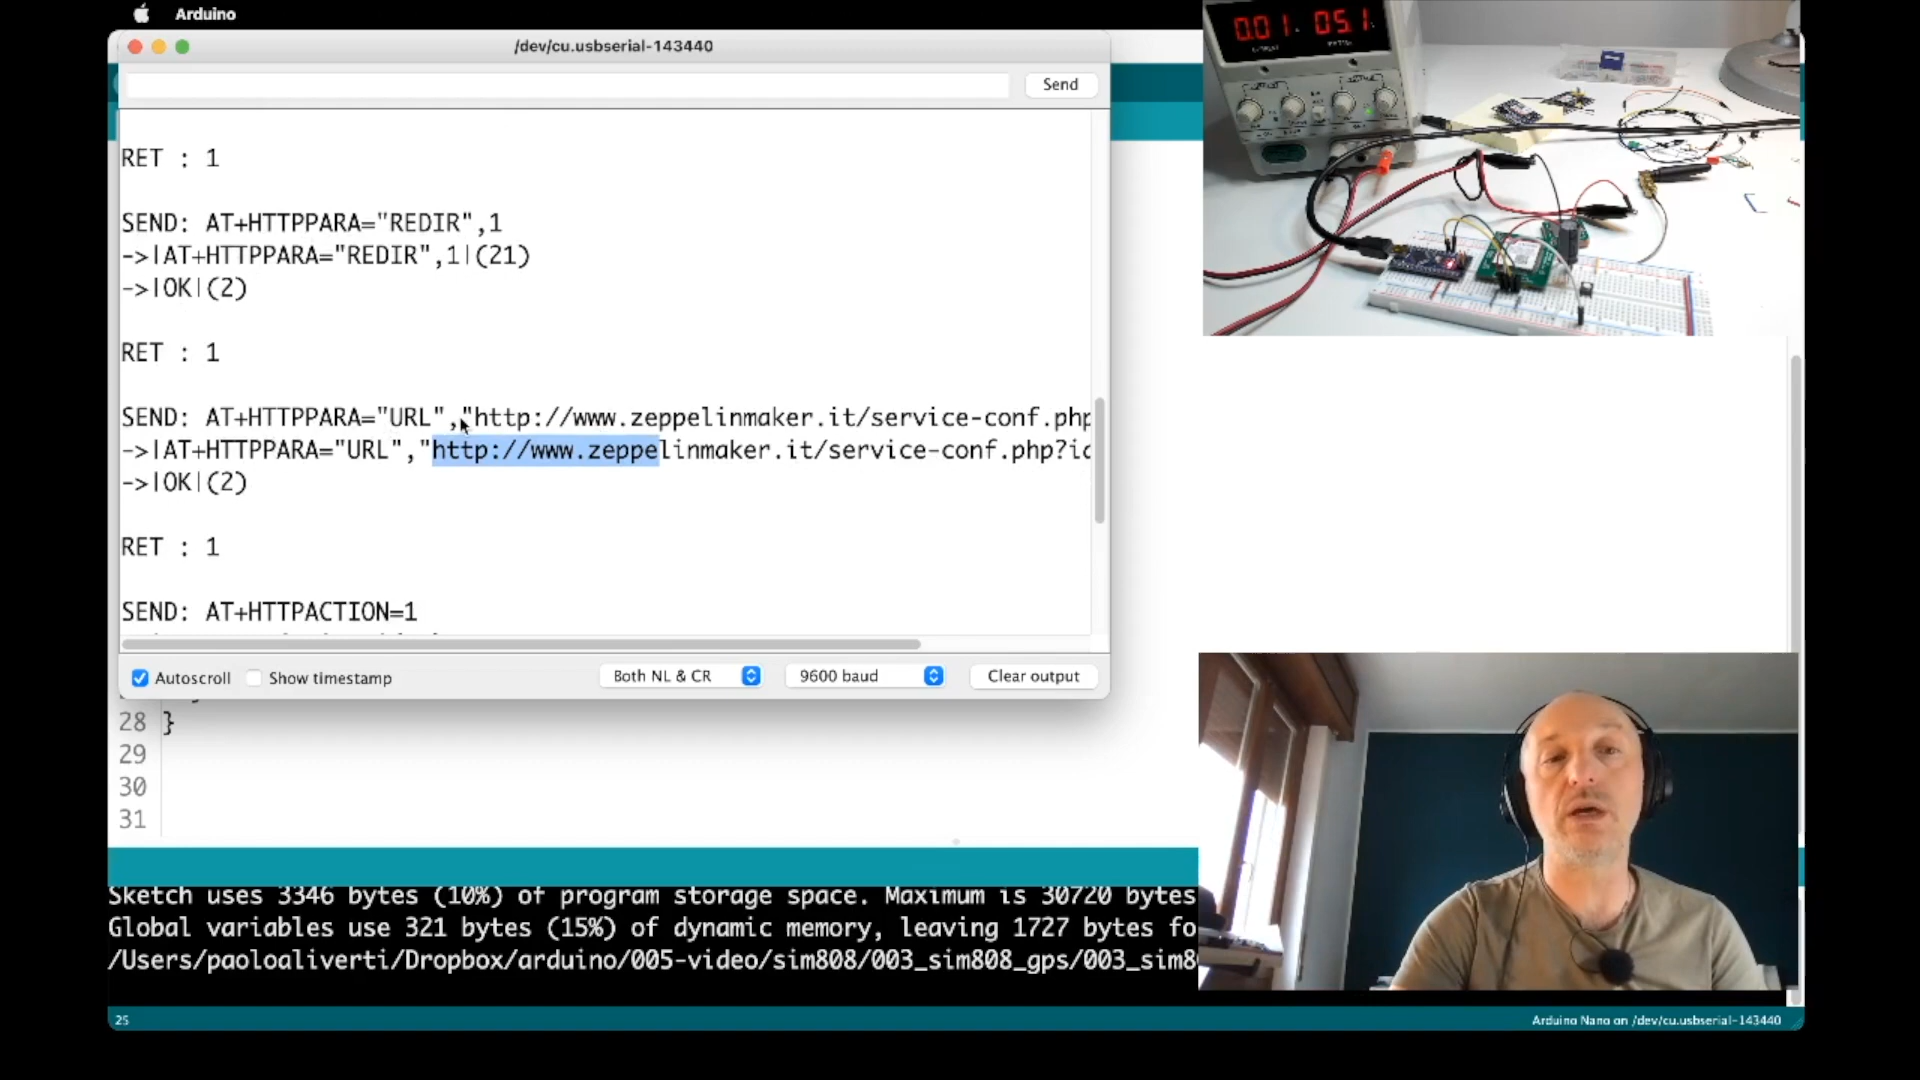 Arduino
/dev/cu.usbserial-143440
Send
RET : 1
SEND: AT+HTTPPARA="REDIR",1
->|AT+HTTPPARA="REDIR",1|(21)
->|OK|(2)
RET : 1
SEND: AT+HTTPPARA="URL","http://www.zeppelinmaker.it/service-conf.php
->|AT+HTTPPARA="URL","http://www.zeppelinmaker.it/service-conf.php?ic
->|OK|(2)
RET : 1
SEND: AT+HTTPACTION=1
Autoscroll Show timestamp Both NL & CR 9600 baud Clear output
28 }
29
30
31
Sketch uses 3346 bytes (10%) of program storage space. Maximum is 30720 bytes
Global variables use 321 bytes (15%) of dynamic memory, leaving 1727 bytes fo
/Users/paoloaliverti/Dropbox/arduino/005-video/sim808/003_sim808_gps/003_sim8
25 Arduino Nano on /dev/cu.usbserial-143440
0.01 05.1